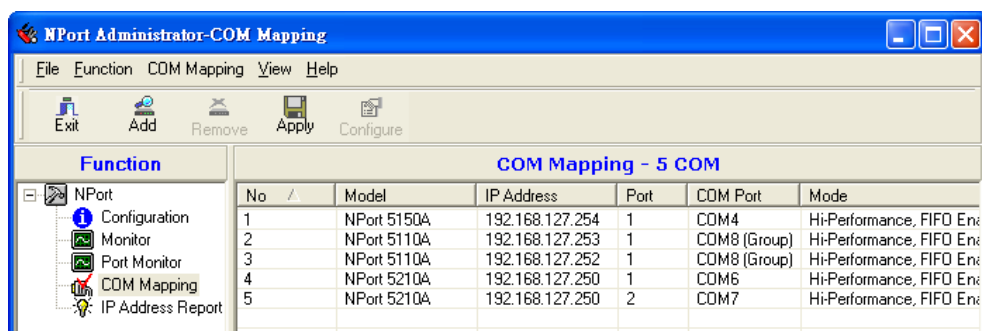 NPort Administrator-COM Mapping
File Function COM Mapping View Help
Exit Add Remove Apply Configure
Function
NPort
Configuration
Monitor
Port Monitor
COM Mapping
IP Address Report
COM Mapping - 5 COM
No Model IP Address Port COM Port Mode
1 NPort 5150A 192.168.127.254 1 COM4 Hi-Performance, FIFO Ena
2 NPort 5110A 192.168.127.253 1 COM8 (Group) Hi-Performance, FIFO Ena
3 NPort 5110A 192.168.127.252 1 COM8 (Group) Hi-Performance, FIFO Ena
4 NPort 5210A 192.168.127.250 1 COM6 Hi-Performance, FIFO Ena
5 NPort 5210A 192.168.127.250 2 COM7 Hi-Performance, FIFO Ena